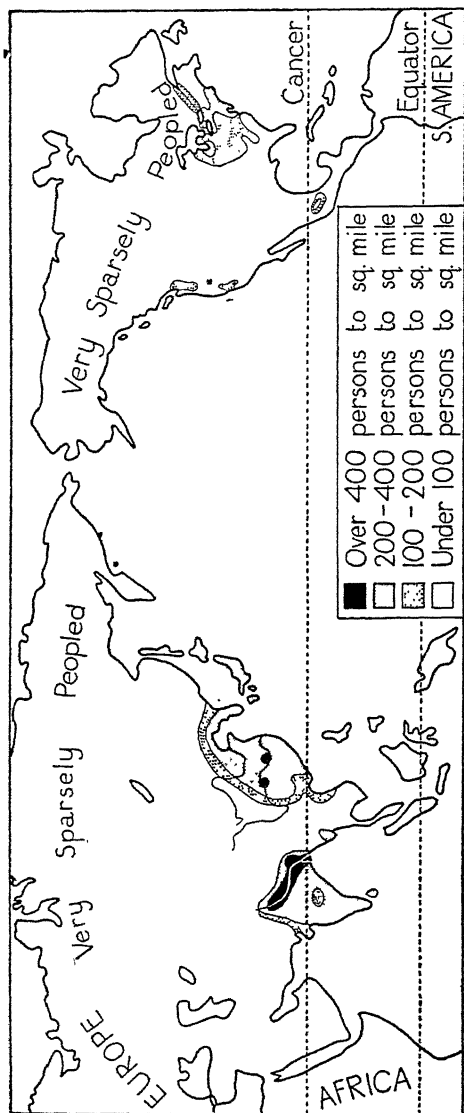 EUROPE
Very Sparsely Peopled
Very Sparsely Peopled
Cancer
Equator
AFRICA
S. AMERICA
Over 400 persons to sq. mile
200-400 persons to sq. mile
100-200 persons to sq. mile
Under 100 persons to sq. mile